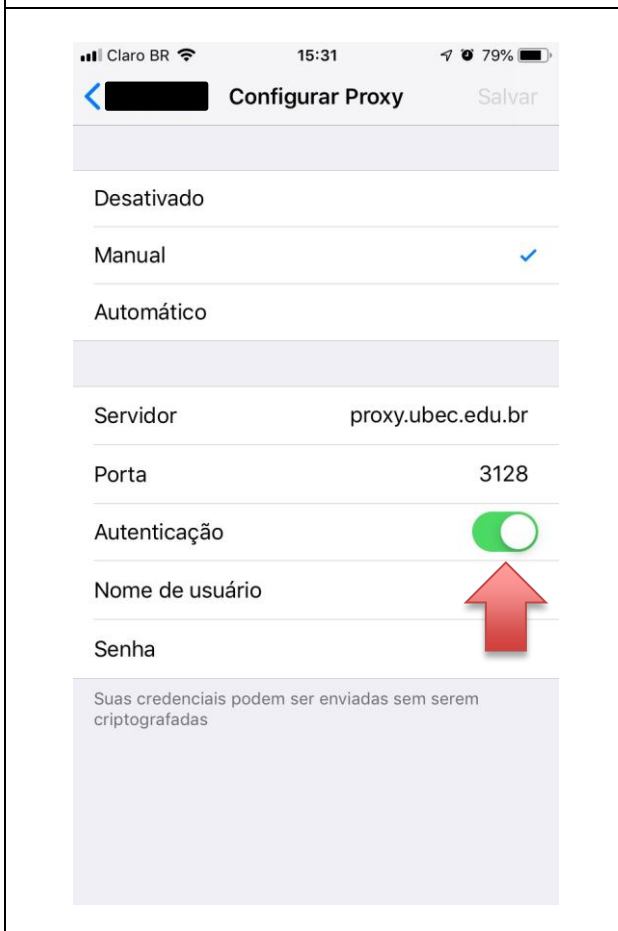 Claro BR 15:31 79%
Configurar Proxy Salvar
Desativado
Manual
Automático
Servidor proxy.ubec.edu.br
Porta 3128
Autenticação
Nome de usuário
Senha
Suas credenciais podem ser enviadas sem serem
criptografadas